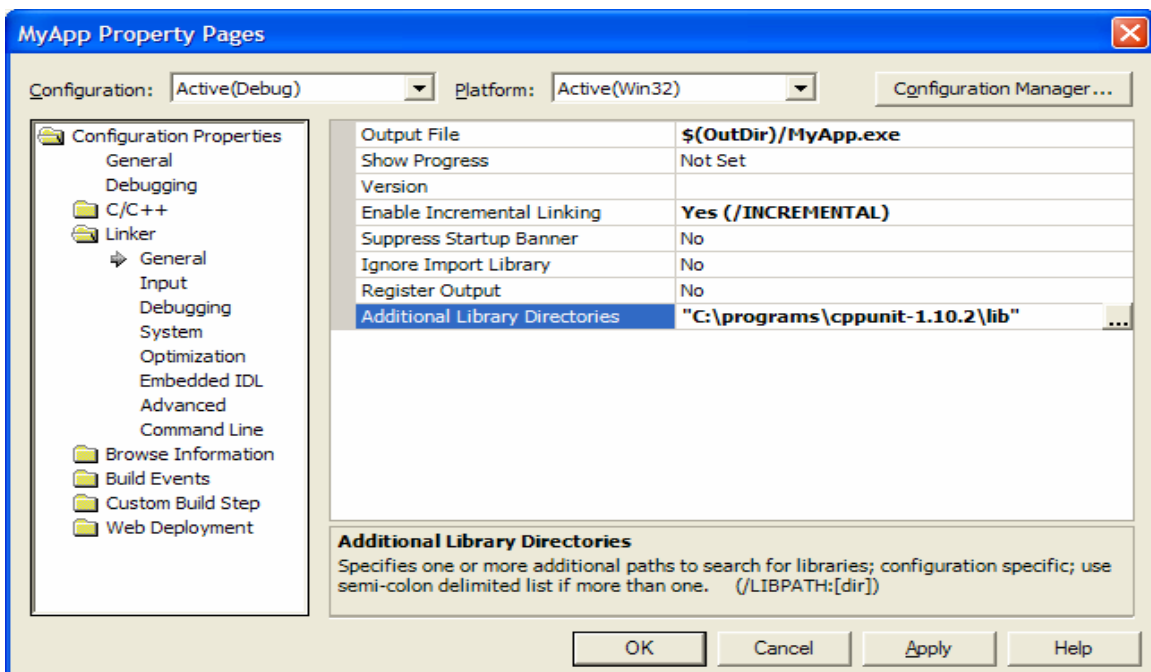 MyApp Property Pages
Configuration: Active(Debug) Platform: Active(Win32) Configuration Manager...
Configuration Properties
General
Debugging
C/C++
Linker
General
Input
Debugging
System
Optimization
Embedded IDL
Advanced
Command Line
Browse Information
Build Events
Custom Build Step
Web Deployment
Output File $(OutDir)/MyApp.exe
Show Progress Not Set
Version
Enable Incremental Linking Yes (/INCREMENTAL)
Suppress Startup Banner No
Ignore Import Library No
Register Output No
Additional Library Directories "C:\programs\cppunit-1.10.2\lib" ...
Additional Library Directories
Specifies one or more additional paths to search for libraries; configuration specific; use
semi-colon delimited list if more than one. (/LIBPATH:[dir])
OK Cancel Apply Help